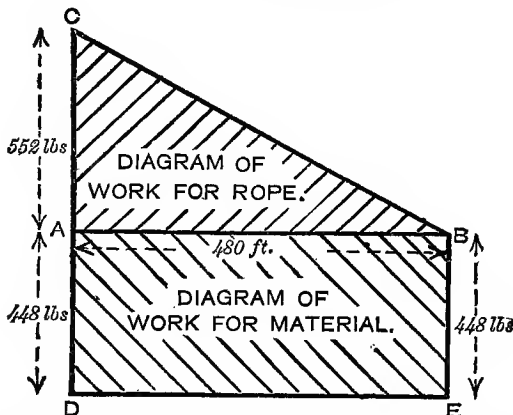 C
552 lbs
DIAGRAM OF
WORK FOR ROPE.
A
B
480 ft.
448 lbs
DIAGRAM OF
WORK FOR MATERIAL.
448 lbs
D
E